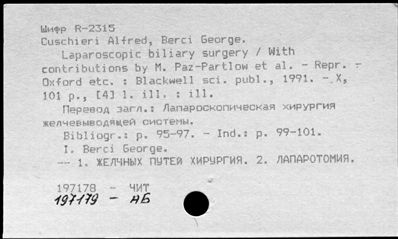 Шифр R-2315
Cuschieri Alfred, Berci George.
Laparoscopic biliary surgery / With
contributions by M. Paz-Partlow et al. - Repr. -
Oxford etc. : Blackwell sci. publ., 1991. - X,
101 p., [4] l. ill. : ill.
Перевод загл.: Лапароскопическая хирургия
желчевыводящей системы.
Bibliogr.: p. 95-97. - Ind.: p. 99-101.
I. Berci George.
-- 1. ЖЕЛЧНЫХ ПУТЕЙ ХИРУРГИЯ. 2. ЛАПАРОТОМИЯ.
197178 - ЧИТ
197179 - АБ